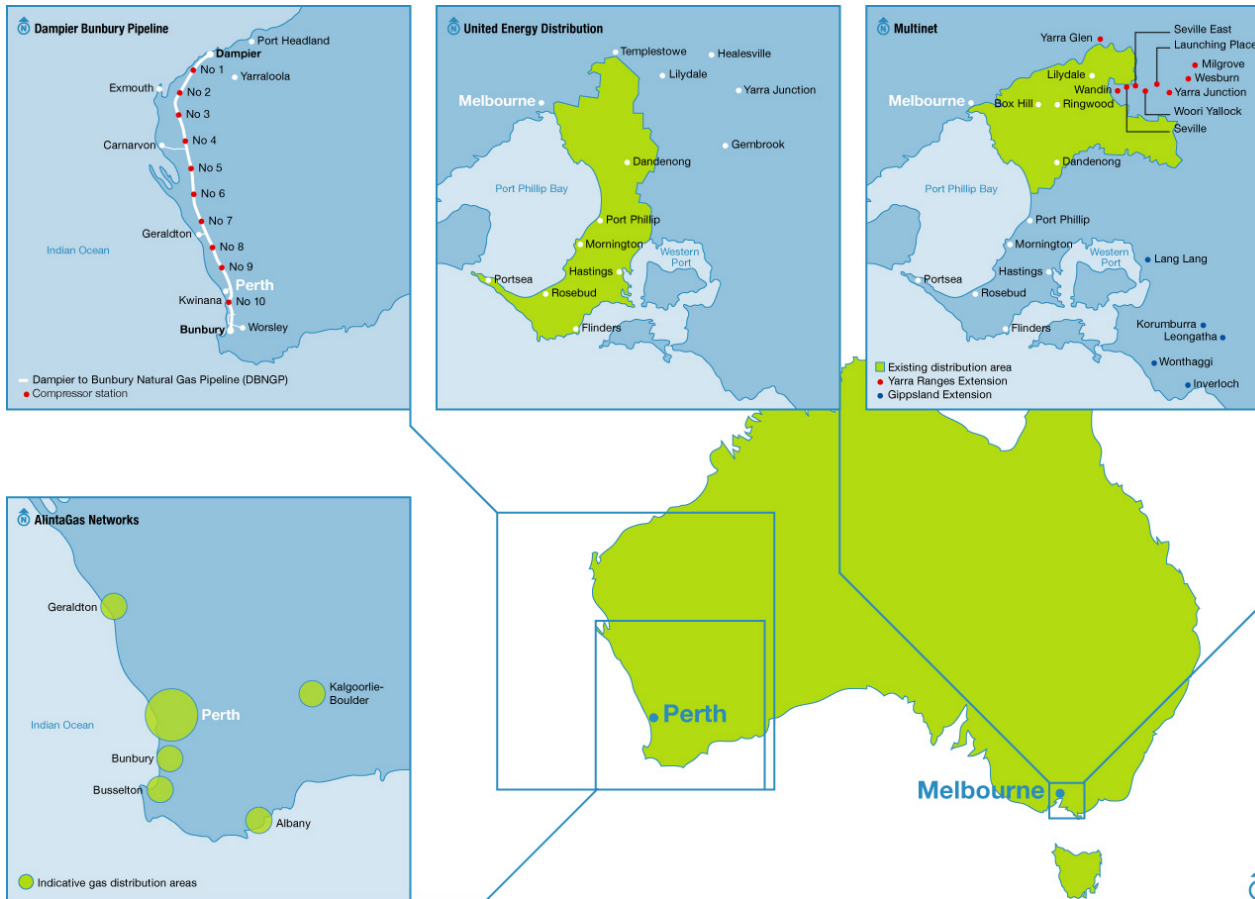 Dampier Bunbury Pipeline
Port Headland
Dampier
No 1
Yarraloola
Exmouth
No 2
No 3
No 4
Carnarvon
No 5
No 6
No 7
Geraldton
No 8
Indian Ocean
No 9
Perth
Kwinana
No 10
Bunbury
Worsley
Dampier to Bunbury Natural Gas Pipeline (DBNGP)
Compressor station
United Energy Distribution
Templestowe
Healesville
Lilydale
Yarra Junction
Melbourne
Gembrook
Dandenong
Port Phillip Bay
Port Phillip
Mornington
Western
Port
Hastings
Portsea
Rosebud
Flinders
Multinet
Seville East
Yarra Glen
Launching Place
Milgrove
Lilydale
Wesburn
Wandin
Yarra Junction
Melbourne
Box Hill
Ringwood
Woori Yallock
Seville
Dandenong
Port Phillip Bay
Port Phillip
Mornington
Western
Port
Lang Lang
Hastings
Portsea
Rosebud
Flinders
Korumburra
Leongatha
Wonthaggi
Inverloch
Existing distribution area
Yarra Ranges Extension
Gippsland Extension
AlintaGas Networks
Geraldton
Kalgoorlie-
Boulder
Perth
Indian Ocean
Bunbury
Busselton
Albany
Indicative gas distribution areas
Perth
Melbourne
N
N
N
N